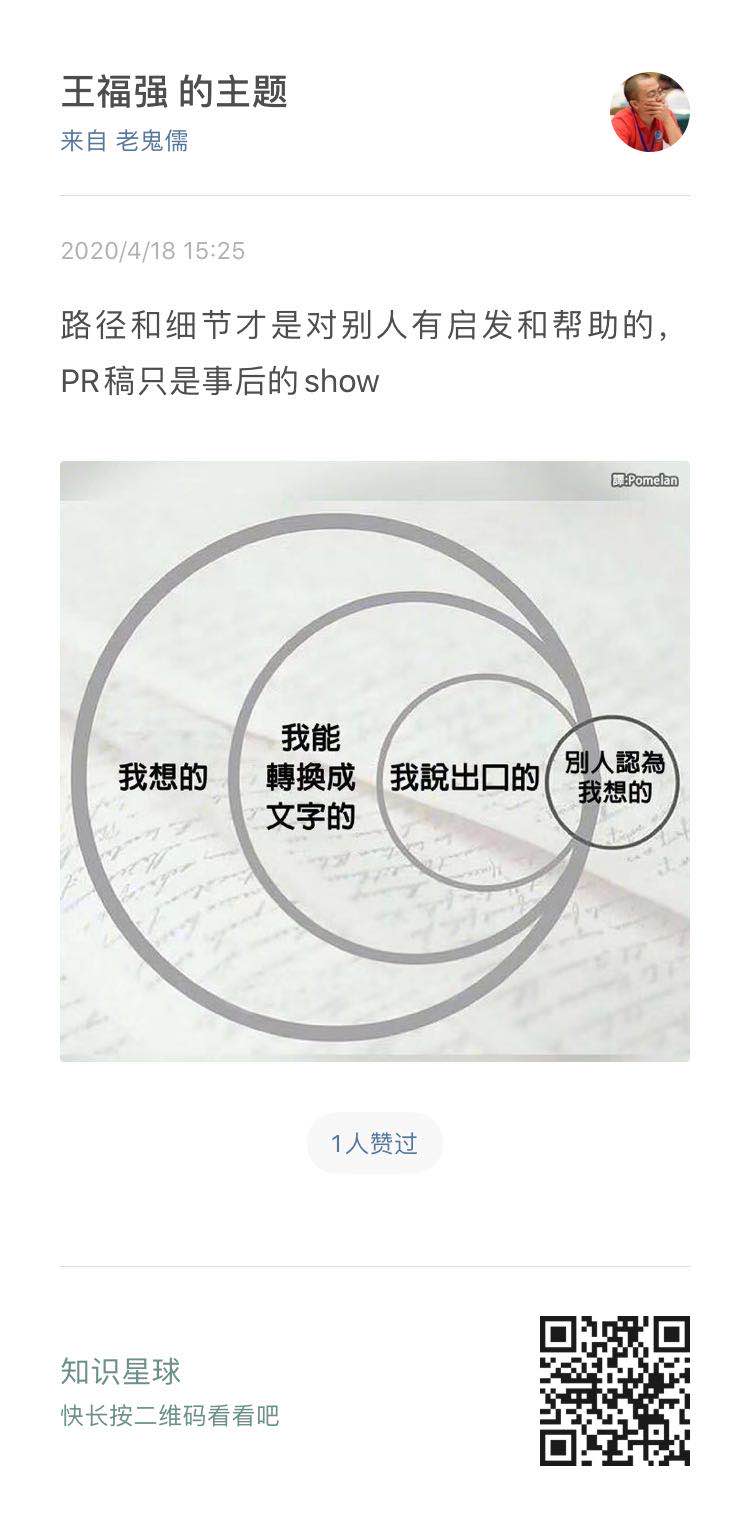 王福强 的主题
来自 老鬼儒
2020/4/18 15:25
路径和细节才是对别人有启发和帮助的，
PR稿只是事后的show
譯:Pomelan
我想的
我能
轉換成
文字的
我說出口的
別人認為
我想的
1人赞过
知识星球
快长按二维码看看吧